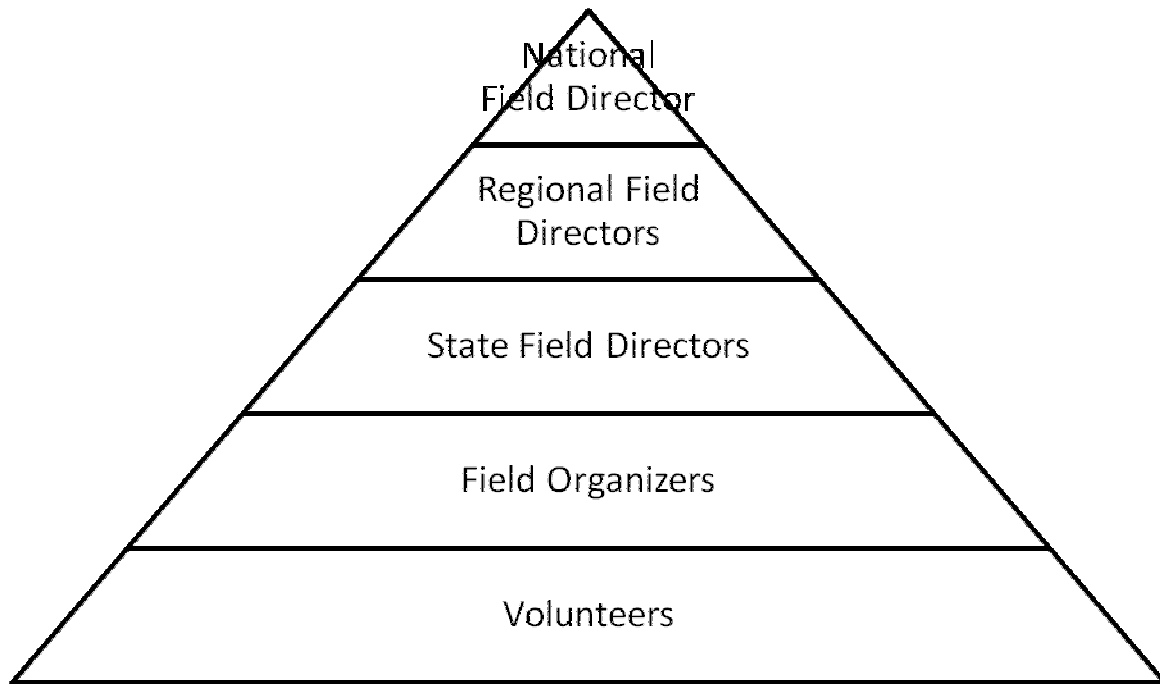 National
Field Director
Regional Field
Directors
State Field Directors
Field Organizers
Volunteers